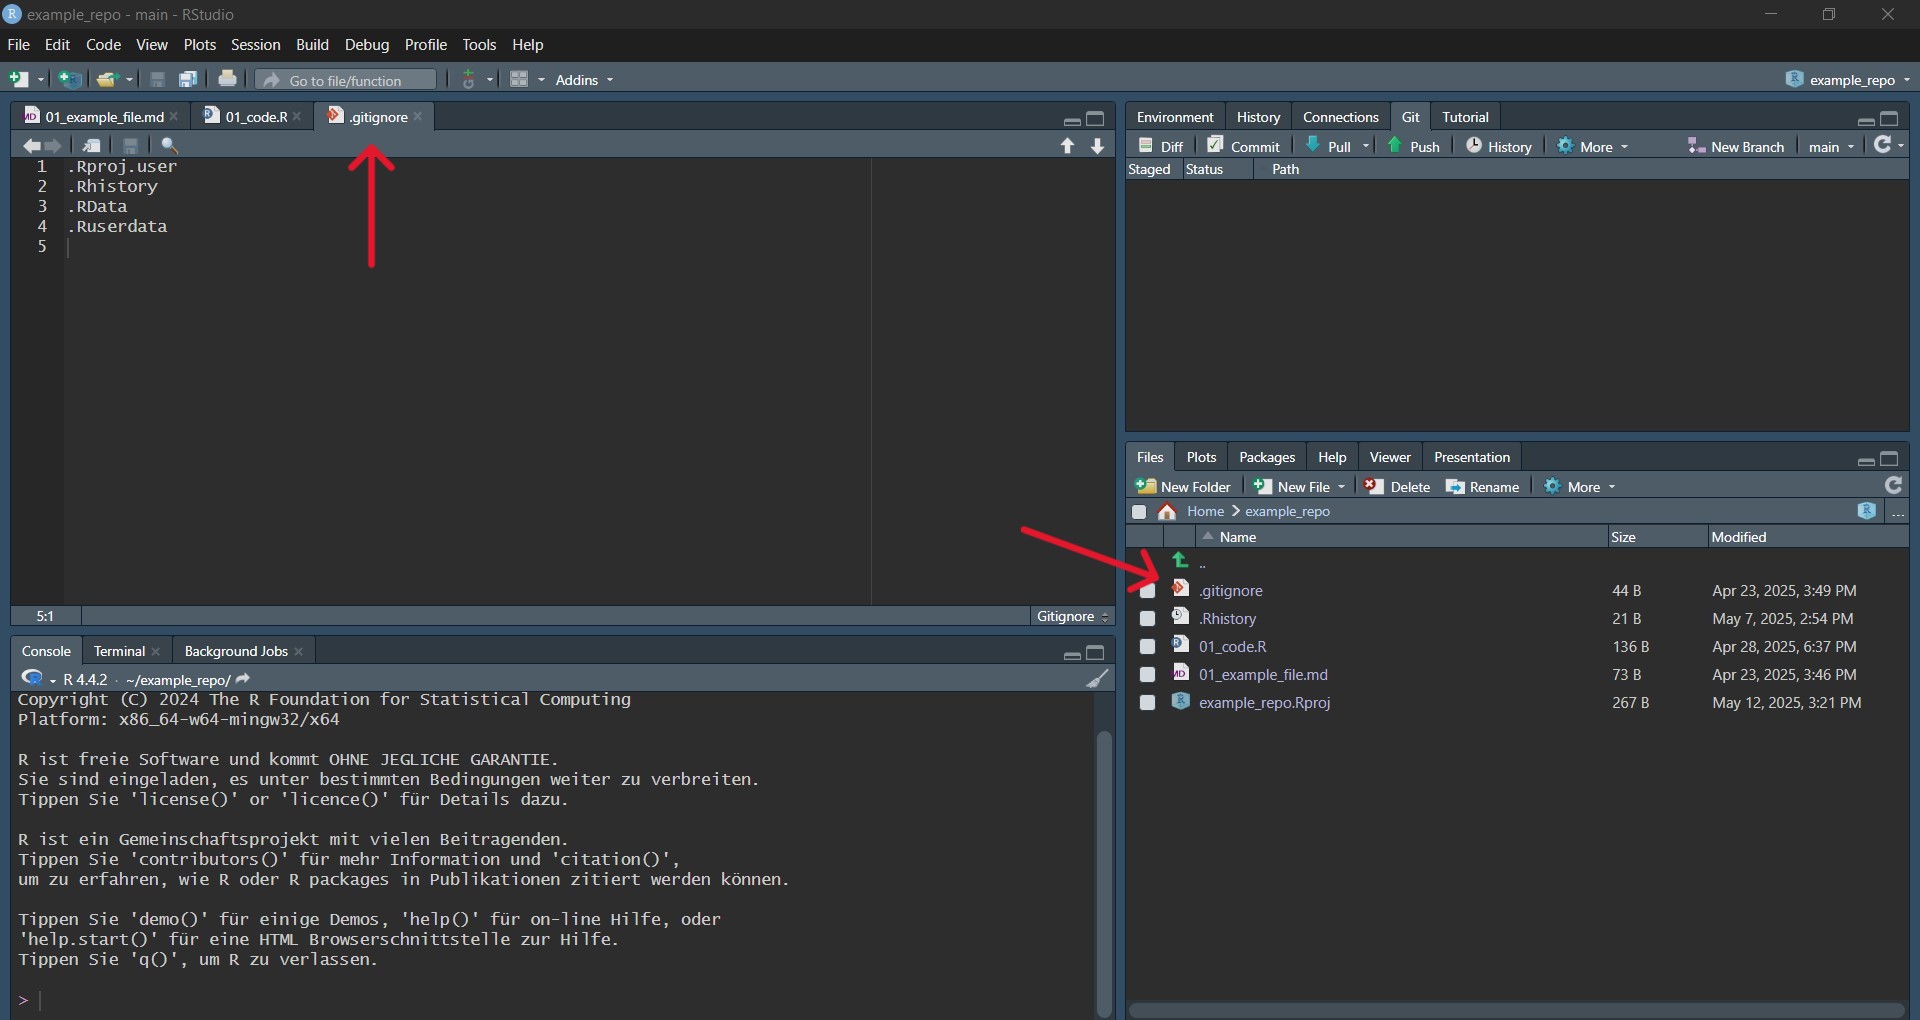 example_repo - main - RStudio
File Edit Code View Plots Session Build Debug Profile Tools Help
Go to file/function Addins example_repo
01_example_file.md 01_code.R .gitignore
1 .Rproj.user
2 .Rhistory
3 .RData
4 .Ruserdata
5
5:1 Gitignore
Console Terminal Background Jobs
R 4.4.2 · ~/example_repo/
Copyright (C) 2024 The R Foundation for Statistical Computing
Platform: x86_64-w64-mingw32/x64
R ist freie Software und kommt OHNE JEGLICHE GARANTIE.
Sie sind eingeladen, es unter bestimmten Bedingungen weiter zu verbreiten.
Tippen Sie 'license()' or 'licence()' für Details dazu.
R ist ein Gemeinschaftsprojekt mit vielen Beitragenden.
Tippen Sie 'contributors()' für mehr Information und 'citation()',
um zu erfahren, wie R oder R packages in Publikationen zitiert werden können.
Tippen Sie 'demo()' für einige Demos, 'help()' für on-line Hilfe, oder
'help.start()' für eine HTML Browserschnittstelle zur Hilfe.
Tippen Sie 'q()', um R zu verlassen.
>
Environment History Connections Git Tutorial
Diff Commit Pull Push History More New Branch main
Staged Status Path
Files Plots Packages Help Viewer Presentation
New Folder New File Delete Rename More
Home example_repo ...
Name Size Modified
..
.gitignore 44 B Apr 23, 2025, 3:49 PM
.Rhistory 21 B May 7, 2025, 2:54 PM
01_code.R 136 B Apr 28, 2025, 6:37 PM
01_example_file.md 73 B Apr 23, 2025, 3:46 PM
example_repo.Rproj 267 B May 12, 2025, 3:21 PM